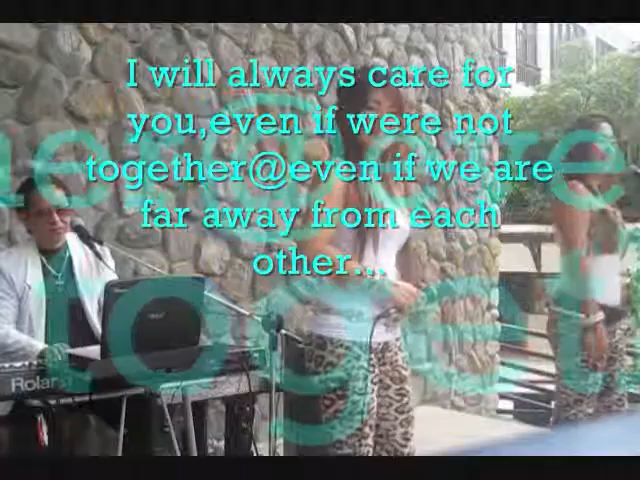 I will always care for
you,even if were not
together@even if we are
far away from each
other...
Roland